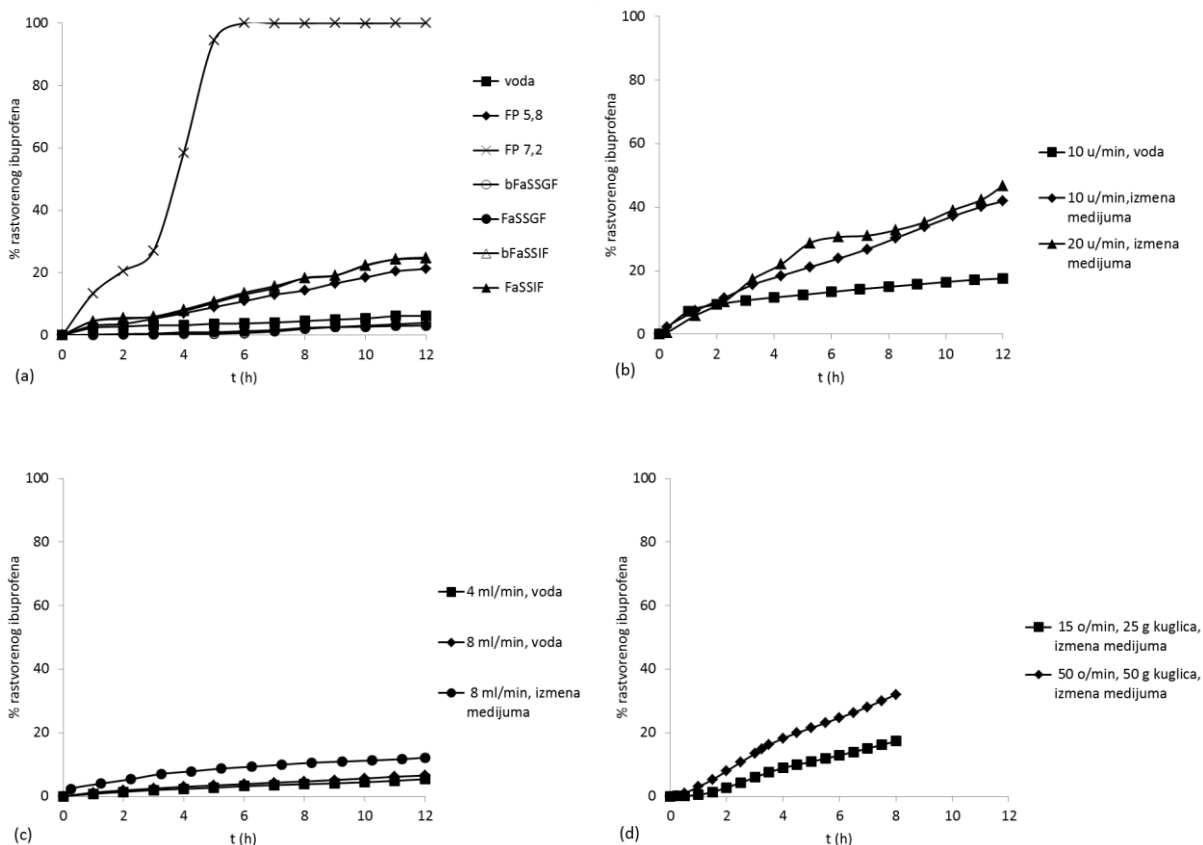 % rastvorenog ibuprofena
100
80
60
40
20
0
0 2 4 6 8 10 12
t (h)
(a)
voda
FP 5,8
FP 7,2
bFaSSGF
FaSSGF
bFaSSIF
FaSSIF
% rastvorenog ibuprofena
100
80
60
40
20
0
0 2 4 6 8 10 12
t (h)
(b)
10 u/min, voda
10 u/min,izmena
medijuma
20 u/min, izmena
medijuma
% rastvorenog ibuprofena
100
80
60
40
20
0
0 2 4 6 8 10 12
t (h)
(c)
4 ml/min, voda
8 ml/min, voda
8 ml/min, izmena
medijuma
% rastvorenog ibuprofena
100
80
60
40
20
0
0 2 4 6 8 10 12
t (h)
(d)
15 o/min, 25 g kuglica,
izmena medijuma
50 o/min, 50 g kuglica,
izmena medijuma